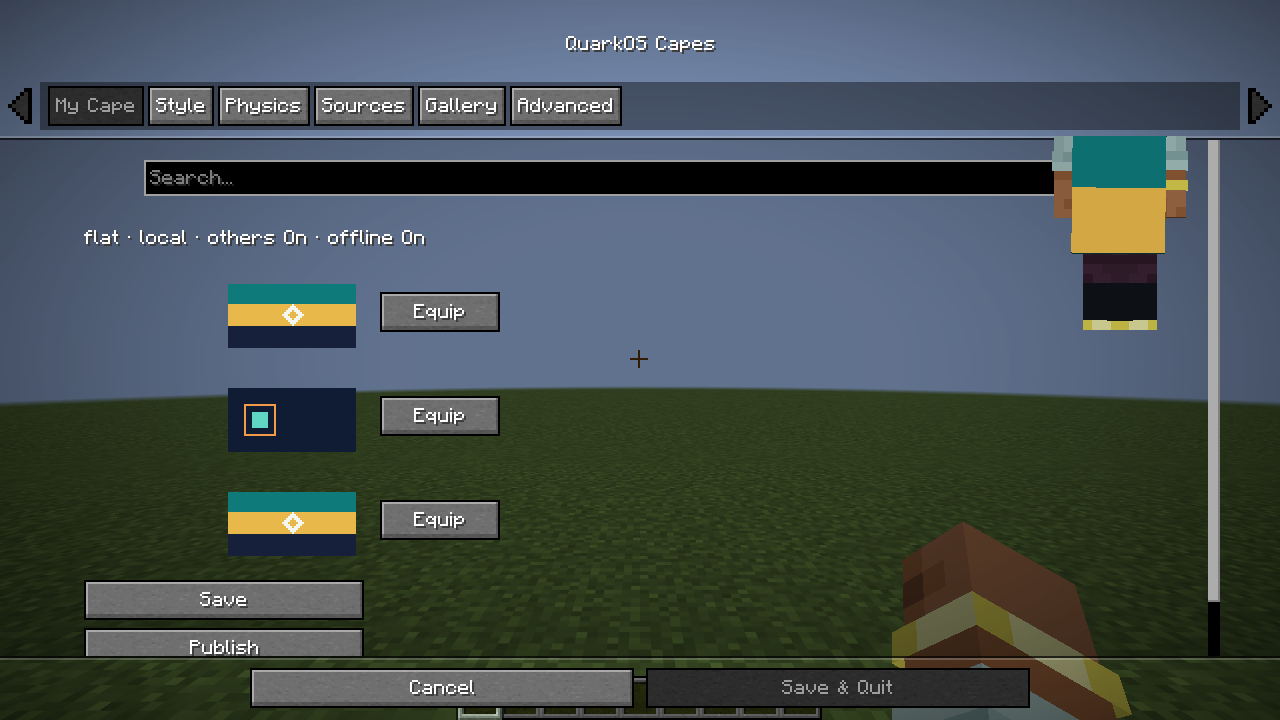 QuarkOS Capes
My Cape Style Physics Sources Gallery Advanced
Search...
flat · local · others On · offline On
Equip
Equip
Equip
Save
Publish
Cancel Save & Quit